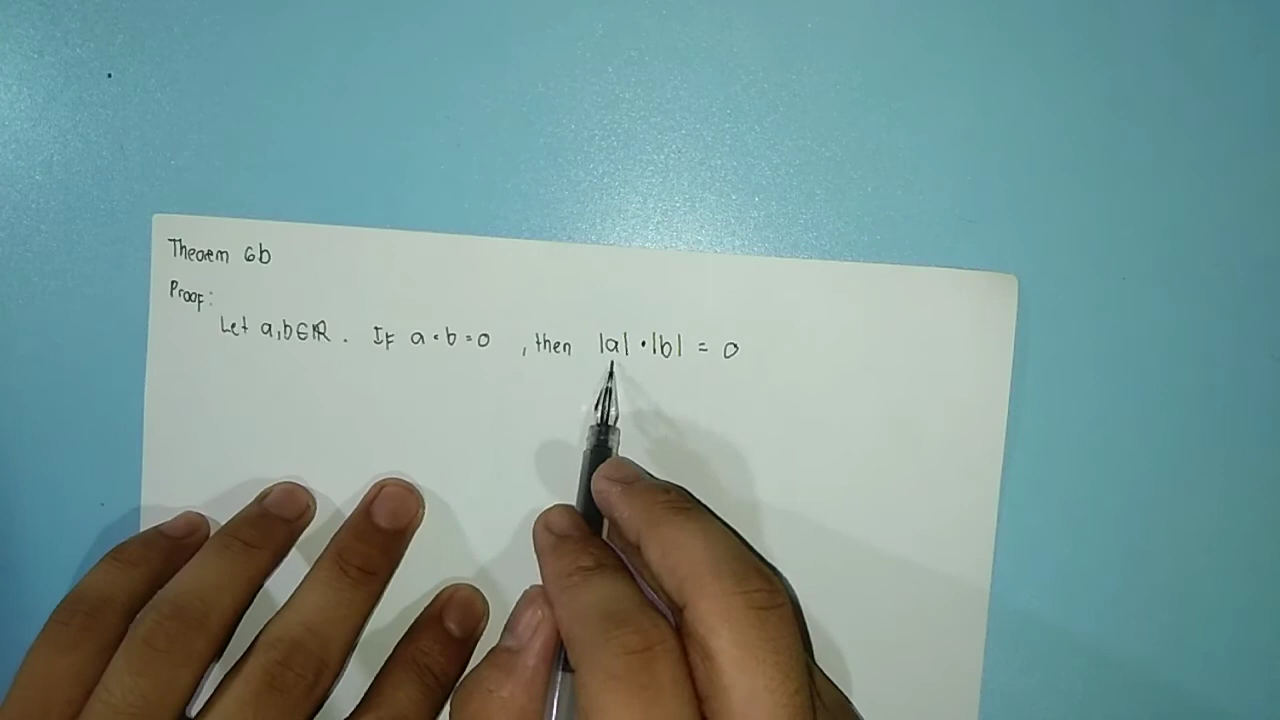 Theorem 6b
Proof:
Let a,b∈ℝ. If a·b=0, then |a|·|b| = 0